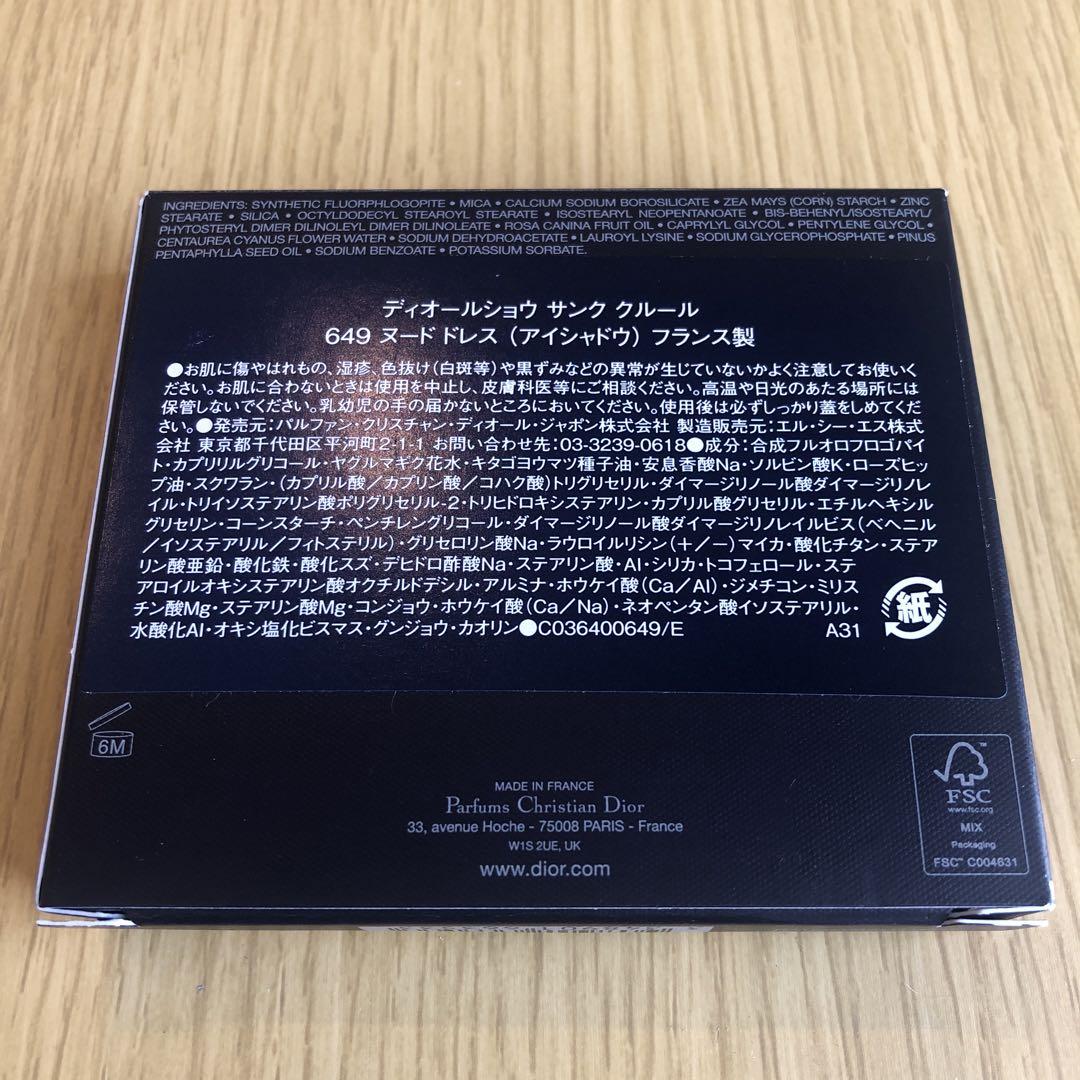 INGREDIENTS: SYNTHETIC FLUORPHLOGOPITE • MICA • CALCIUM SODIUM BOROSILICATE • ZEA MAYS (CORN) STARCH • ZINC
STEARATE • SILICA • OCTYLDODECYL STEAROYL STEARATE • ISOSTEARYL NEOPENTANOATE • BIS-BEHENYL/ISOSTEARYL/
PHYTOSTERYL DIMER DILINOLEYL DIMER DILINOLEATE • ROSA CANINA FRUIT OIL • CAPRYLYL GLYCOL • PENTYLENE GLYCOL •
CENTAUREA CYANUS FLOWER WATER • SODIUM DEHYDROACETATE • LAUROYL LYSINE • SODIUM GLYCEROPHOSPHATE • PINUS
PENTAPHYLLA SEED OIL • SODIUM BENZOATE • POTASSIUM SORBATE.
ディオールショウ サンク クルール
649 ヌード ドレス（アイシャドウ）フランス製
●お肌に傷やはれもの、湿疹、色抜け（白斑等）や黒ずみなどの異常が生じていないかよく注意してお使いく
ださい。お肌に合わないときは使用を中止し、皮膚科医等にご相談ください。高温や日光のあたる場所には
保管しないでください。乳幼児の手の届かないところにおいてください。使用後は必ずしっかり蓋をしめてくだ
さい。●発売元：パルファン・クリスチャン・ディオール・ジャポン株式会社 製造販売元：エル・シー・エス株式
会社 東京都千代田区平河町2-1-1 お問い合わせ先：03-3239-0618●成分：合成フルオロフロゴパイ
ト・カプリリルグリコール・ヤグルマギク花水・キタゴヨウマツ種子油・安息香酸Na・ソルビン酸K・ローズヒッ
プ油・スクワラン・（カプリル酸／カプリン酸／コハク酸）トリグリセリル・ダイマージリノール酸ダイマージリノレ
イル・トリイソステアリン酸ポリグリセリル-2・トリヒドロキシステアリン・カプリル酸グリセリル・エチルヘキシル
グリセリン・コーンスターチ・ペンチレングリコール・ダイマージリノール酸ダイマージリノレイルビス（ベヘニル
／イソステアリル／フィトステリル）・グリセロリン酸Na・ラウロイルリシン（＋／−）マイカ・酸化チタン・ステア
リン酸亜鉛・酸化鉄・酸化スズ・デヒドロ酢酸Na・ステアリン酸・Al・シリカ・トコフェロール・ステ
アロイルオキシステアリン酸オクチルドデシル・アルミナ・ホウケイ酸（Ca／Al）・ジメチコン・ミリス
チン酸Mg・ステアリン酸Mg・コンジョウ・ホウケイ酸（Ca／Na）・ネオペンタン酸イソステアリル・
水酸化Al・オキシ塩化ビスマス・グンジョウ・カオリン●C036400649/E A31
紙
6M
MADE IN FRANCE
Parfums Christian Dior
33, avenue Hoche - 75008 PARIS - France
W1S 2UE, UK
www.dior.com
FSC™
www.fsc.org
MIX
Packaging
FSC™ C004631